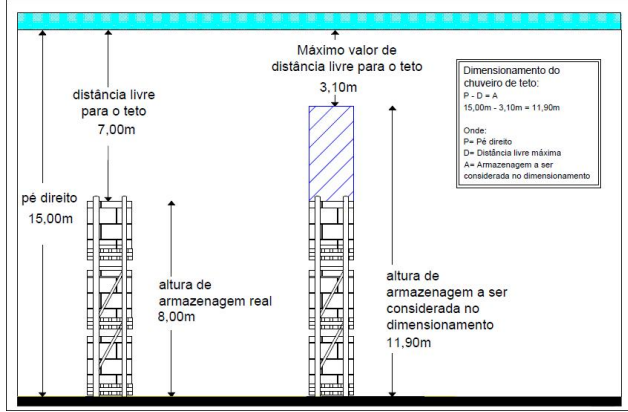 pé direito
15,00m
distância livre
para o teto
7,00m
altura de
armazenagem real
8,00m
Máximo valor de
distância livre para o teto
3,10m
altura de
armazenagem a ser
considerada no
dimensionamento
11,90m
Dimensionamento do
chuveiro de teto:
P - D = A
15,00m - 3,10m = 11,90m
Onde:
P= Pé direito
D= Distância livre máxima
A= Armazenagem a ser
considerada no dimensionamento